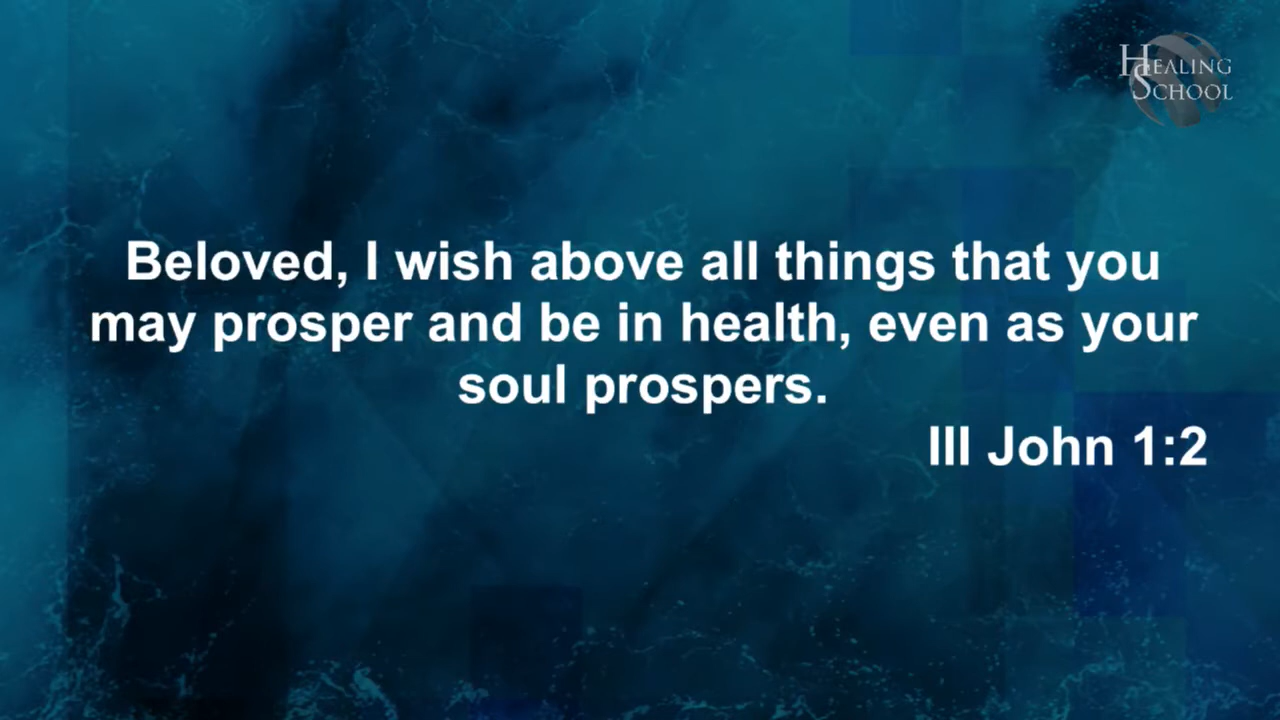 HEALING
SCHOOL
Beloved, I wish above all things that you
may prosper and be in health, even as your
soul prospers.
III John 1:2